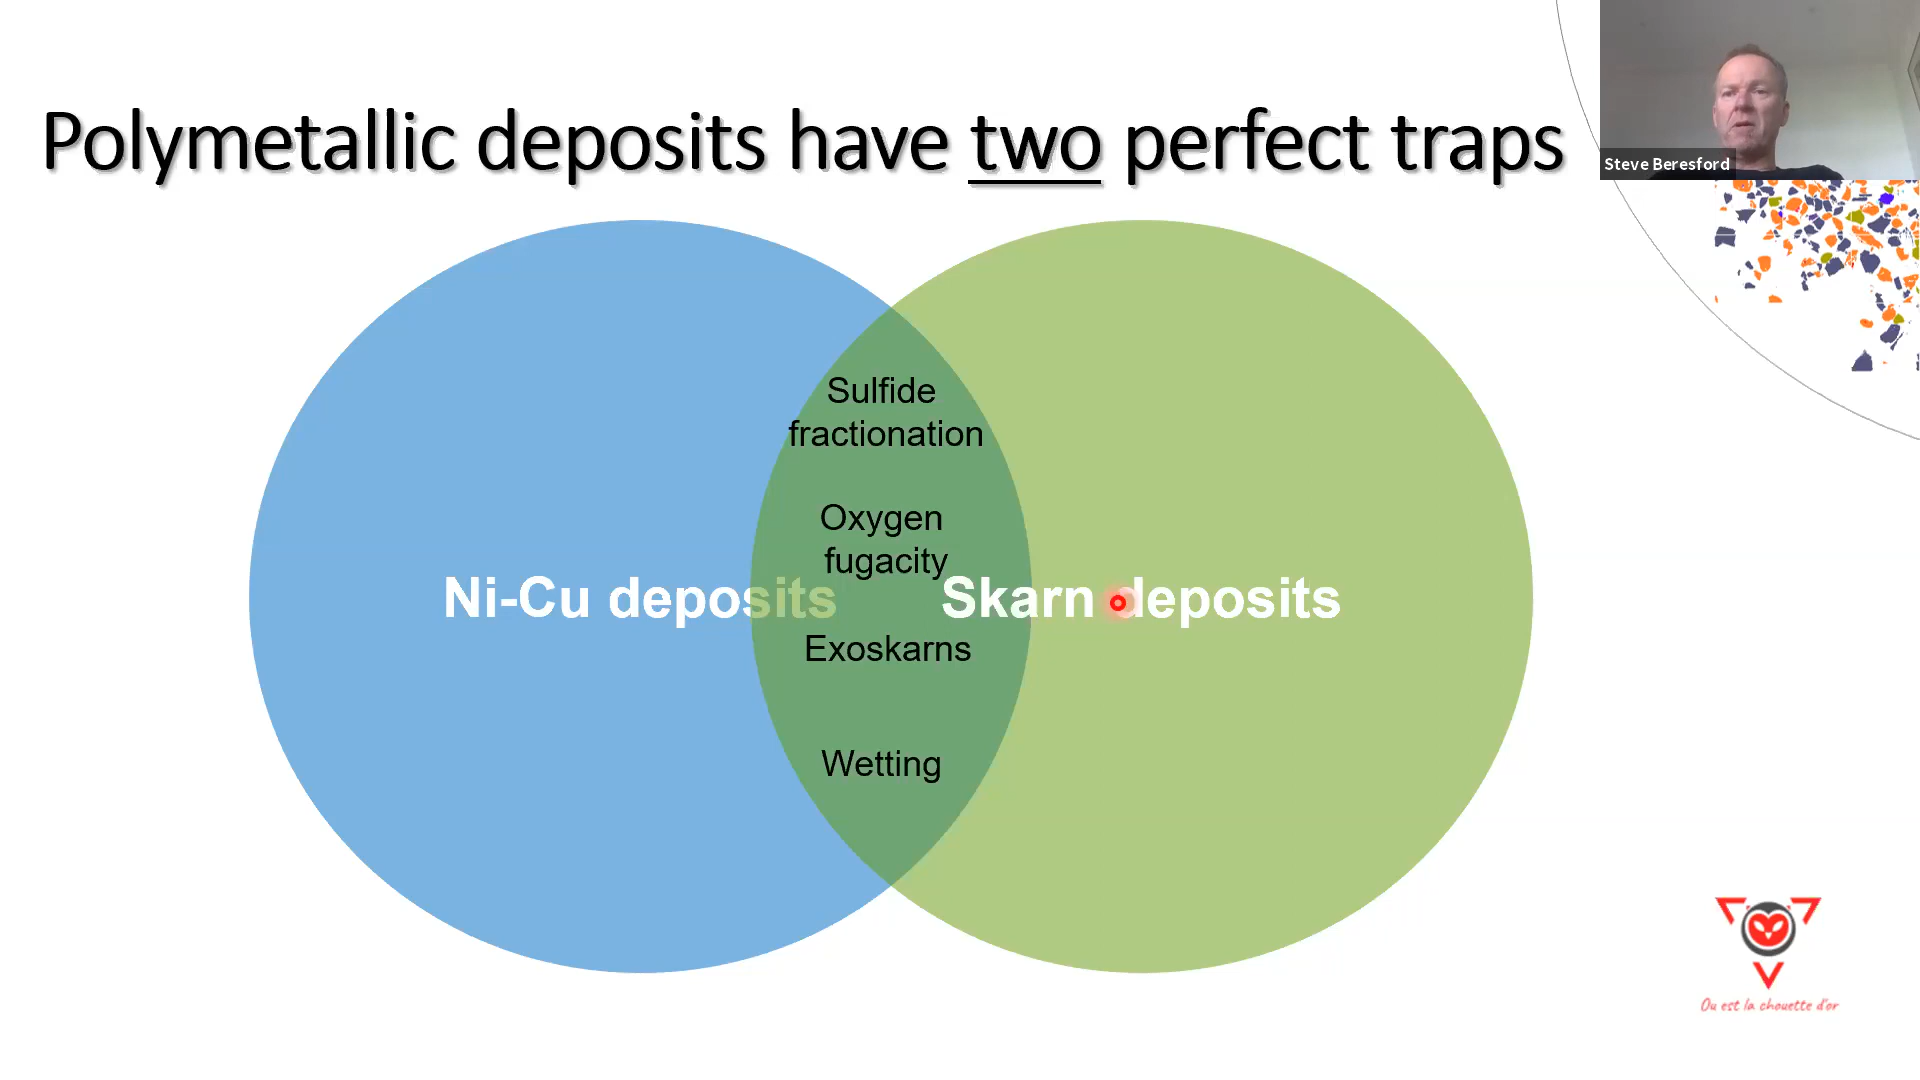 Polymetallic deposits have two perfect traps
Steve Beresford
Sulfide
fractionation
Oxygen
fugacity
Ni-Cu deposits
Skarn deposits
Exoskarns
Wetting
Ou est la chouette d'or